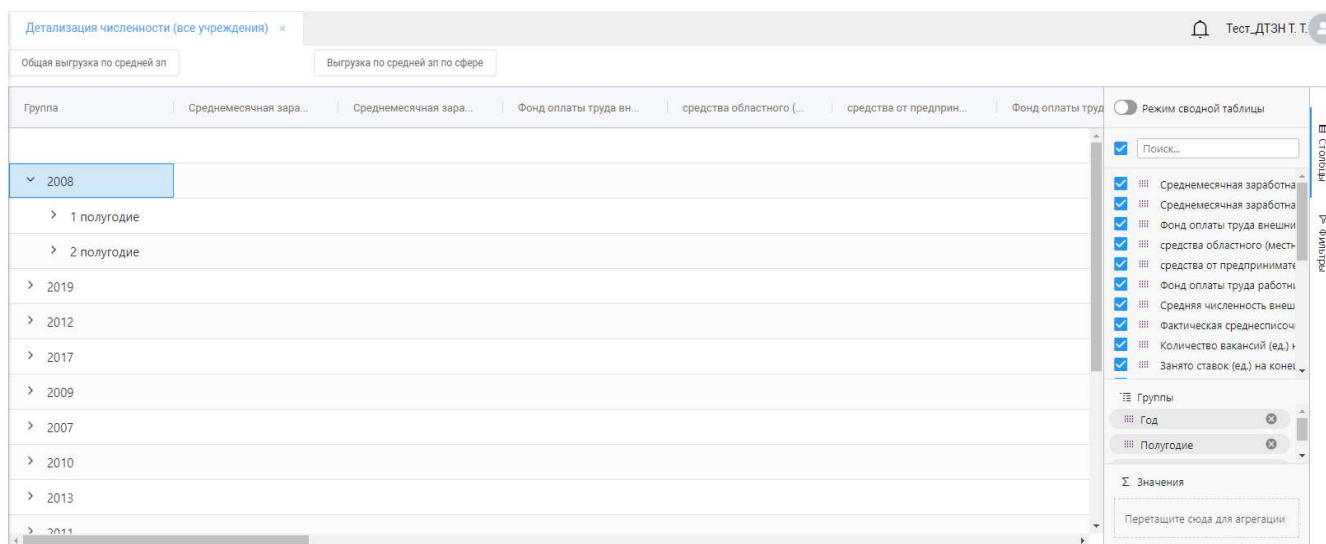 Детализация численности (все учреждения) ×
Тест_ДТЗН Т. Т.
Общая выгрузка по средней зп
Выгрузка по средней зп по сфере
Группа
Среднемесячная зара...
Среднемесячная зара...
Фонд оплаты труда вн...
средства областного (...
средства от предприн...
Фонд оплаты труд
2008
1 полугодие
2 полугодие
2019
2012
2017
2009
2007
2010
2013
2011
Режим сводной таблицы
Поиск...
Среднемесячная заработна
Среднемесячная заработна
Фонд оплаты труда внешни
средства областного (местн
средства от предпринимате
Фонд оплаты труда работни
Средняя численность внеш
Фактическая среднесписоч
Количество вакансий (ед.) н
Занято ставок (ед.) на конец
Группы
Год
Полугодие
Σ Значения
Перетащите сюда для агрегации
Столбцы
Фильтры